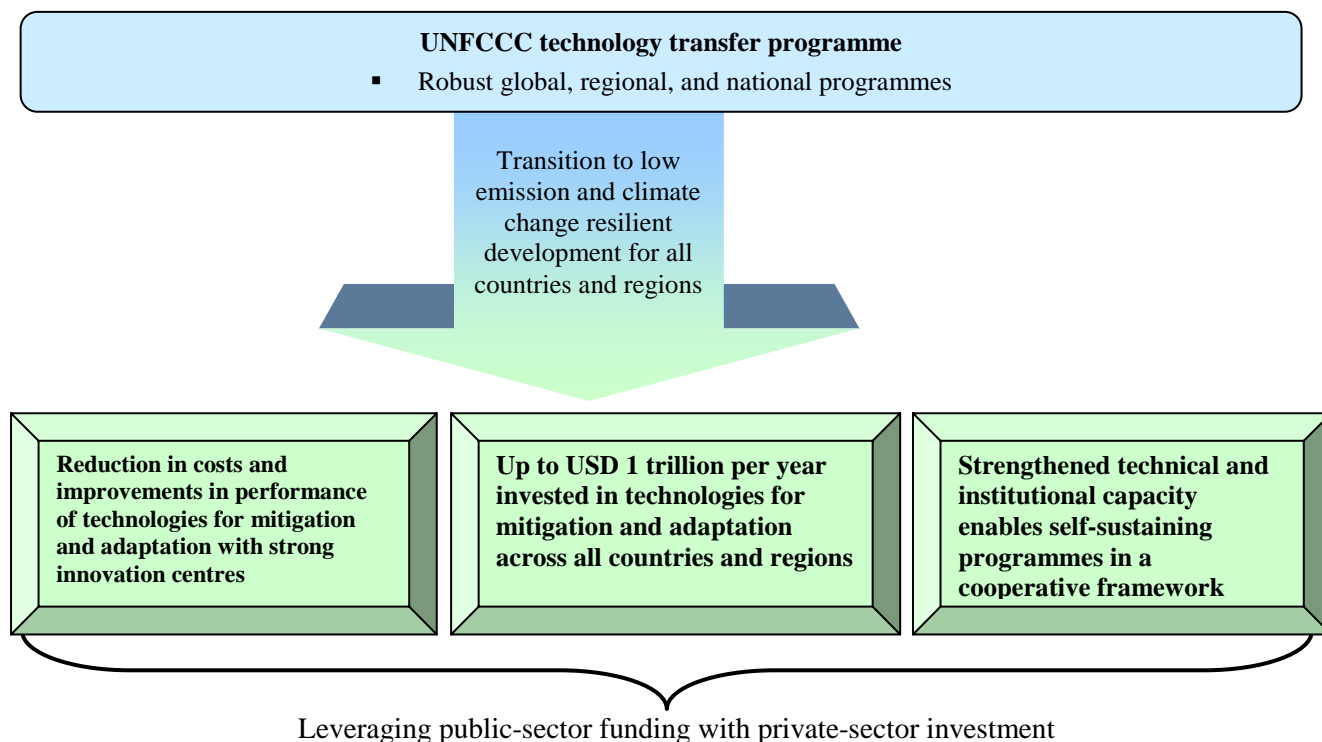 UNFCCC technology transfer programme
▪ Robust global, regional, and national programmes
Transition to low
emission and climate
change resilient
development for all
countries and regions
Reduction in costs and
improvements in performance
of technologies for mitigation
and adaptation with strong
innovation centres
Up to USD 1 trillion per year
invested in technologies for
mitigation and adaptation
across all countries and regions
Strengthened technical and
institutional capacity
enables self-sustaining
programmes in a
cooperative framework
Leveraging public-sector funding with private-sector investment